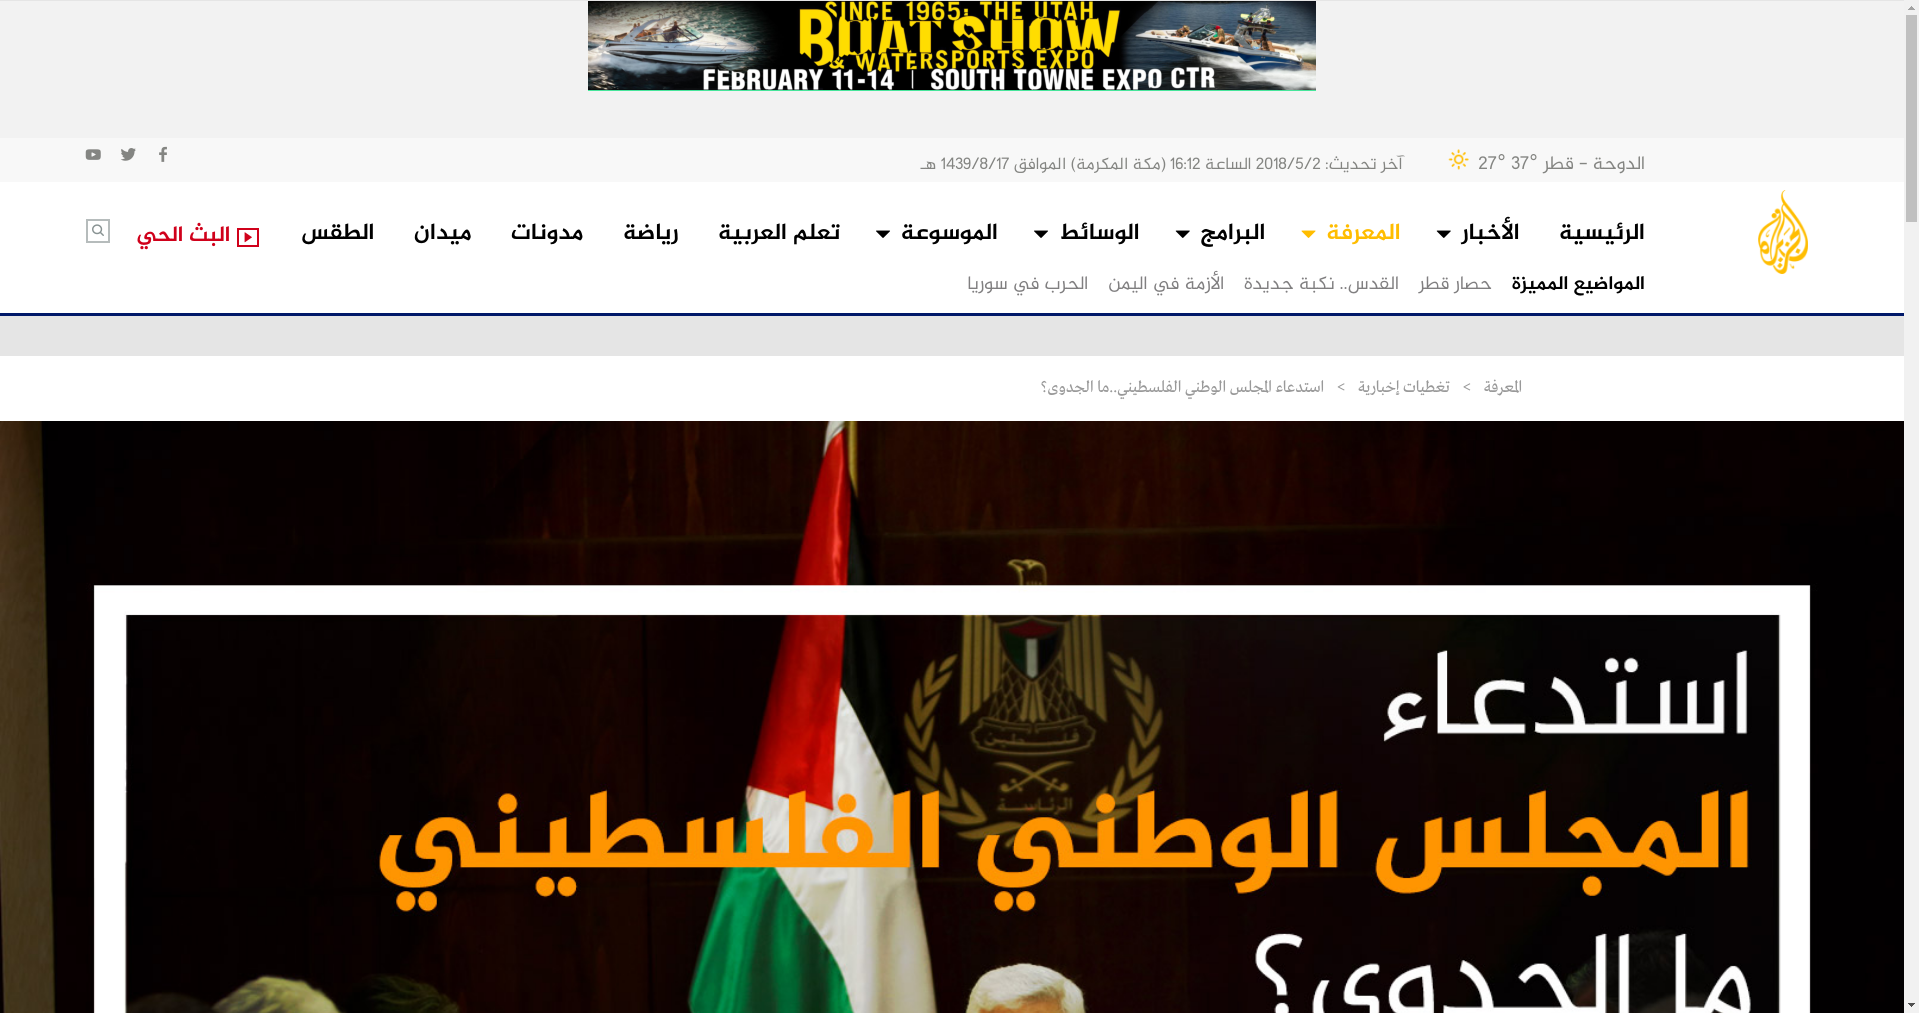 SINCE 1965: THE UTAH
BOAT SHOW
& WATERSPORTS EXPO
FEBRUARY 11-14 | SOUTH TOWNE EXPO CTR
الدوحة - قطر 37° 27°
آخر تحديث: 2018/5/2 الساعة 16:12 (مكة المكرمة) الموافق 1439/8/17 هـ
الرئيسية الأخبار المعرفة البرامج الوسائط الموسوعة تعلم العربية رياضة مدونات ميدان الطقس البث الحي
المواضيع المميزة حصار قطر القدس.. نكبة جديدة الأزمة في اليمن الحرب في سوريا
المعرفة > تغطيات إخبارية > استدعاء المجلس الوطني الفلسطيني..ما الجدوى؟
استدعاء
فلسطين
الرئاسة
المجلس الوطني الفلسطيني
ما الجدوى؟